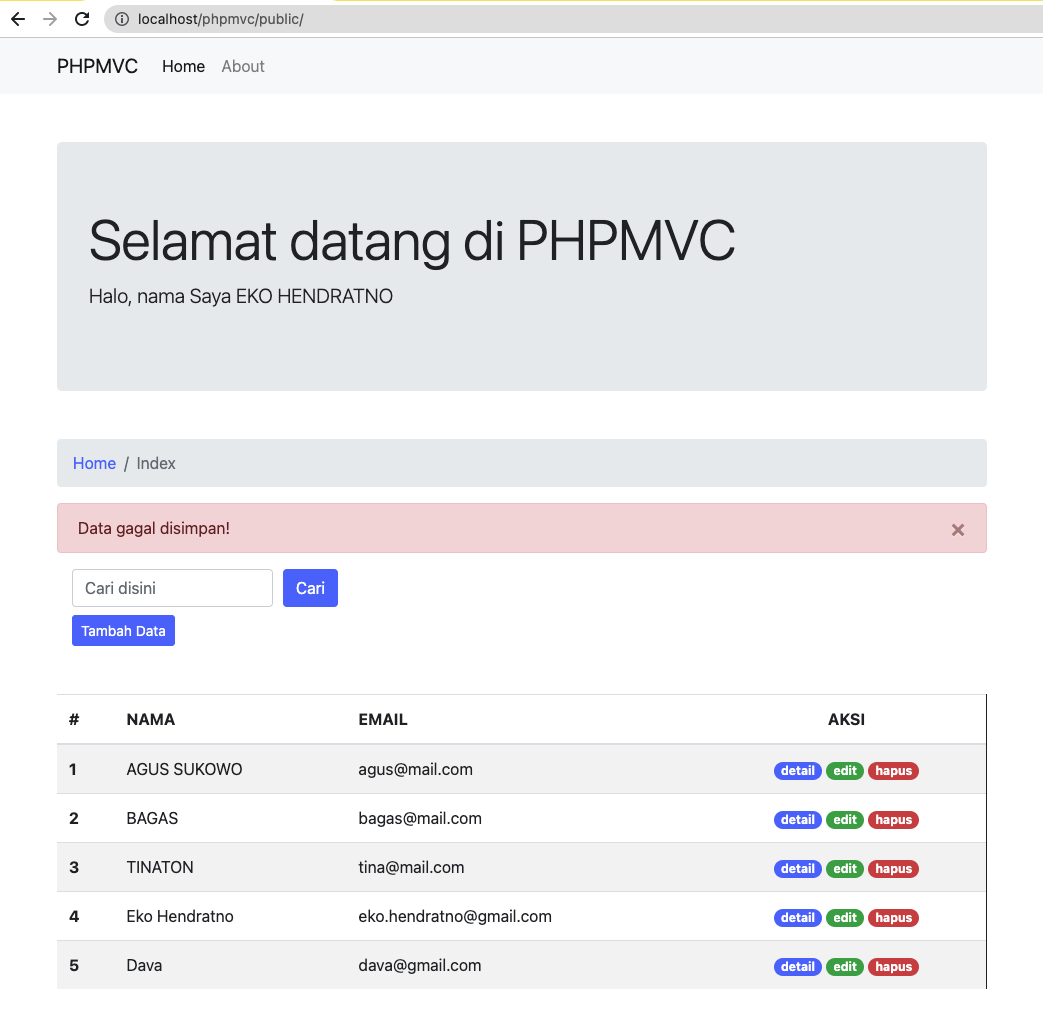 localhost/phpmvc/public/
PHPMVC Home About
Selamat datang di PHPMVC
Halo, nama Saya EKO HENDRATNO
Home / Index
Data gagal disimpan! ×
Cari disini Cari
Tambah Data
# NAMA EMAIL AKSI
1 AGUS SUKOWO agus@mail.com detail edit hapus
2 BAGAS bagas@mail.com detail edit hapus
3 TINATON tina@mail.com detail edit hapus
4 Eko Hendratno eko.hendratno@gmail.com detail edit hapus
5 Dava dava@gmail.com detail edit hapus